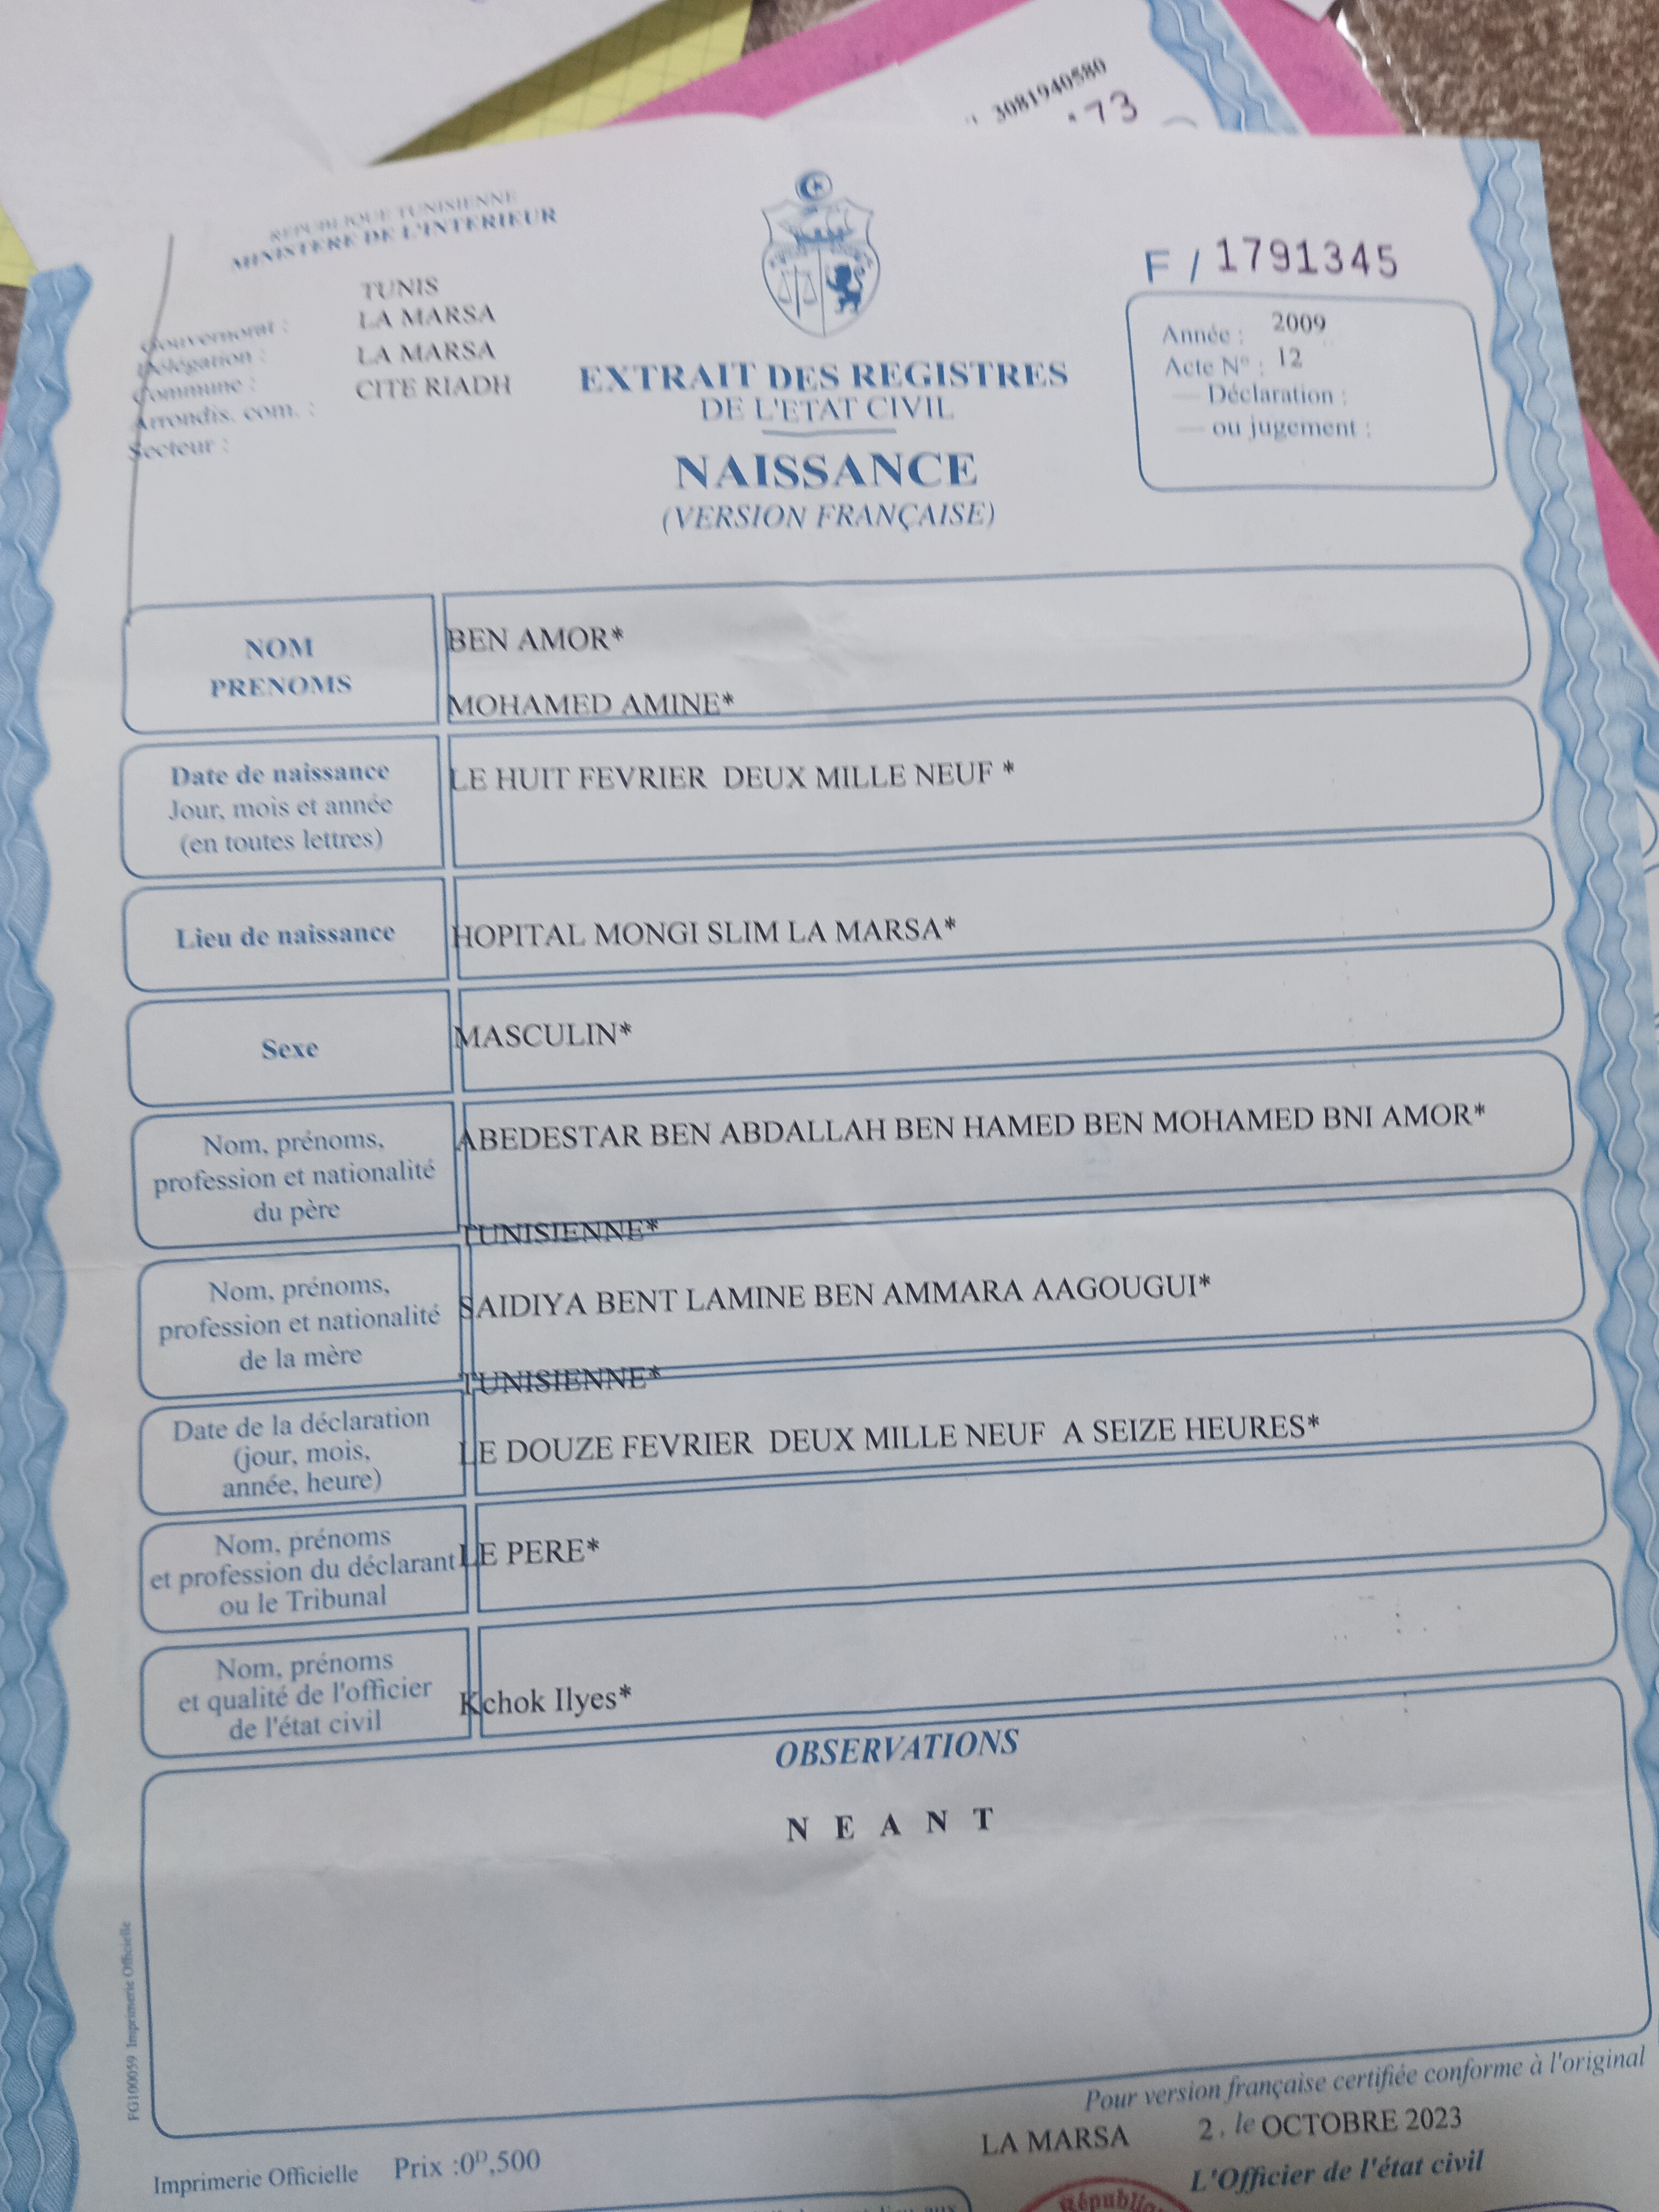 3081940580
73
REPUBLIQUE TUNISIENNE
MINISTERE DE L'INTERIEUR
F / 1791345
Gouvernorat : TUNIS
Délégation : LA MARSA
Commune : LA MARSA
Arrondis. com. : CITE RIADH
Secteur :
EXTRAIT DES REGISTRES
DE L'ETAT CIVIL
NAISSANCE
(VERSION FRANÇAISE)
Année : 2009
Acte N° : 12
— Déclaration :
— ou jugement :
NOM
PRENOMS
BEN AMOR*
MOHAMED AMINE*
Date de naissance
Jour, mois et année
(en toutes lettres)
LE HUIT FEVRIER DEUX MILLE NEUF *
Lieu de naissance
HOPITAL MONGI SLIM LA MARSA*
Sexe
MASCULIN*
Nom, prénoms,
profession et nationalité
du père
ABEDESTAR BEN ABDALLAH BEN HAMED BEN MOHAMED BNI AMOR*
TUNISIENNE*
Nom, prénoms,
profession et nationalité
de la mère
SAIDIYA BENT LAMINE BEN AMMARA AAGOUGUI*
TUNISIENNE*
Date de la déclaration
(jour, mois,
année, heure)
LE DOUZE FEVRIER DEUX MILLE NEUF A SEIZE HEURES*
Nom, prénoms
et profession du déclarant
ou le Tribunal
LE PERE*
Nom, prénoms
et qualité de l'officier
de l'état civil
Kchok Ilyes*
OBSERVATIONS
N E A N T
FG100059 Imprimerie Officielle
Pour version française certifiée conforme à l'original
LA MARSA 2, le OCTOBRE 2023
L'Officier de l'état civil
Imprimerie Officielle Prix :0D,500